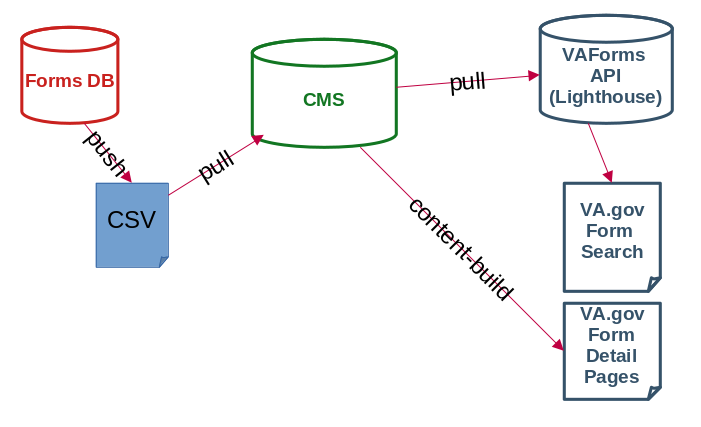 Forms DB
push
CSV
pull
CMS
pull
VAForms
API
(Lighthouse)
content-build
VA.gov
Form
Search
VA.gov
Form
Detail
Pages